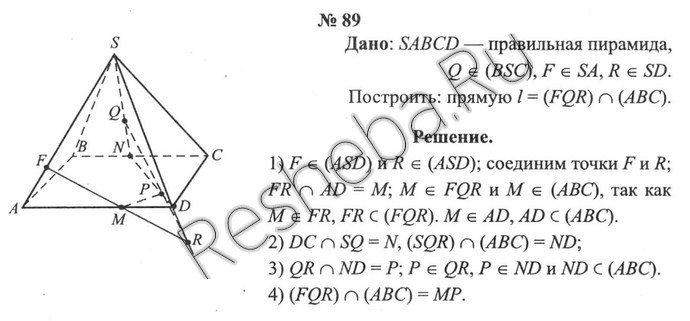 № 89
Дано: SABCD — правильная пирамида,
Q ∈ (BSC), F ∈ SA, R ∈ SD.
Построить: прямую l = (FQR) ∩ (ABC).
Решение.
1) F ∈ (ASD) и R ∈ (ASD); соединим точки F и R;
FR ∩ AD = M; M ∈ FQR и M ∈ (ABC), так как
M ∈ FR, FR ⊂ (FQR). M ∈ AD, AD ⊂ (ABC).
2) DC ∩ SQ = N, (SQR) ∩ (ABC) = ND;
3) QR ∩ ND = P; P ∈ QR, P ∈ ND и ND ⊂ (ABC).
4) (FQR) ∩ (ABC) = MP.
S
Q
B
N
C
F
P
A
M
D
R
Resheba.Ru